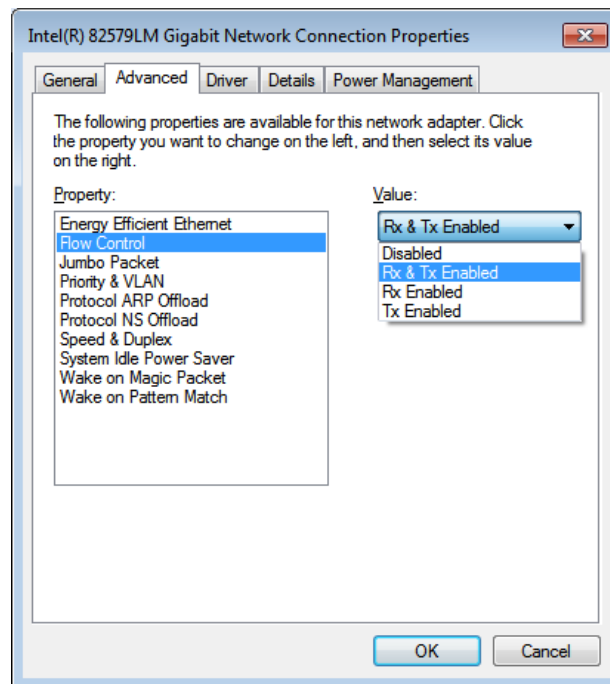 Intel(R) 82579LM Gigabit Network Connection Properties
General Advanced Driver Details Power Management
The following properties are available for this network adapter. Click
the property you want to change on the left, and then select its value
on the right.
Property:
Energy Efficient Ethernet
Flow Control
Jumbo Packet
Priority & VLAN
Protocol ARP Offload
Protocol NS Offload
Speed & Duplex
System Idle Power Saver
Wake on Magic Packet
Wake on Pattern Match
Value:
Rx & Tx Enabled
Disabled
Rx & Tx Enabled
Rx Enabled
Tx Enabled
OK Cancel